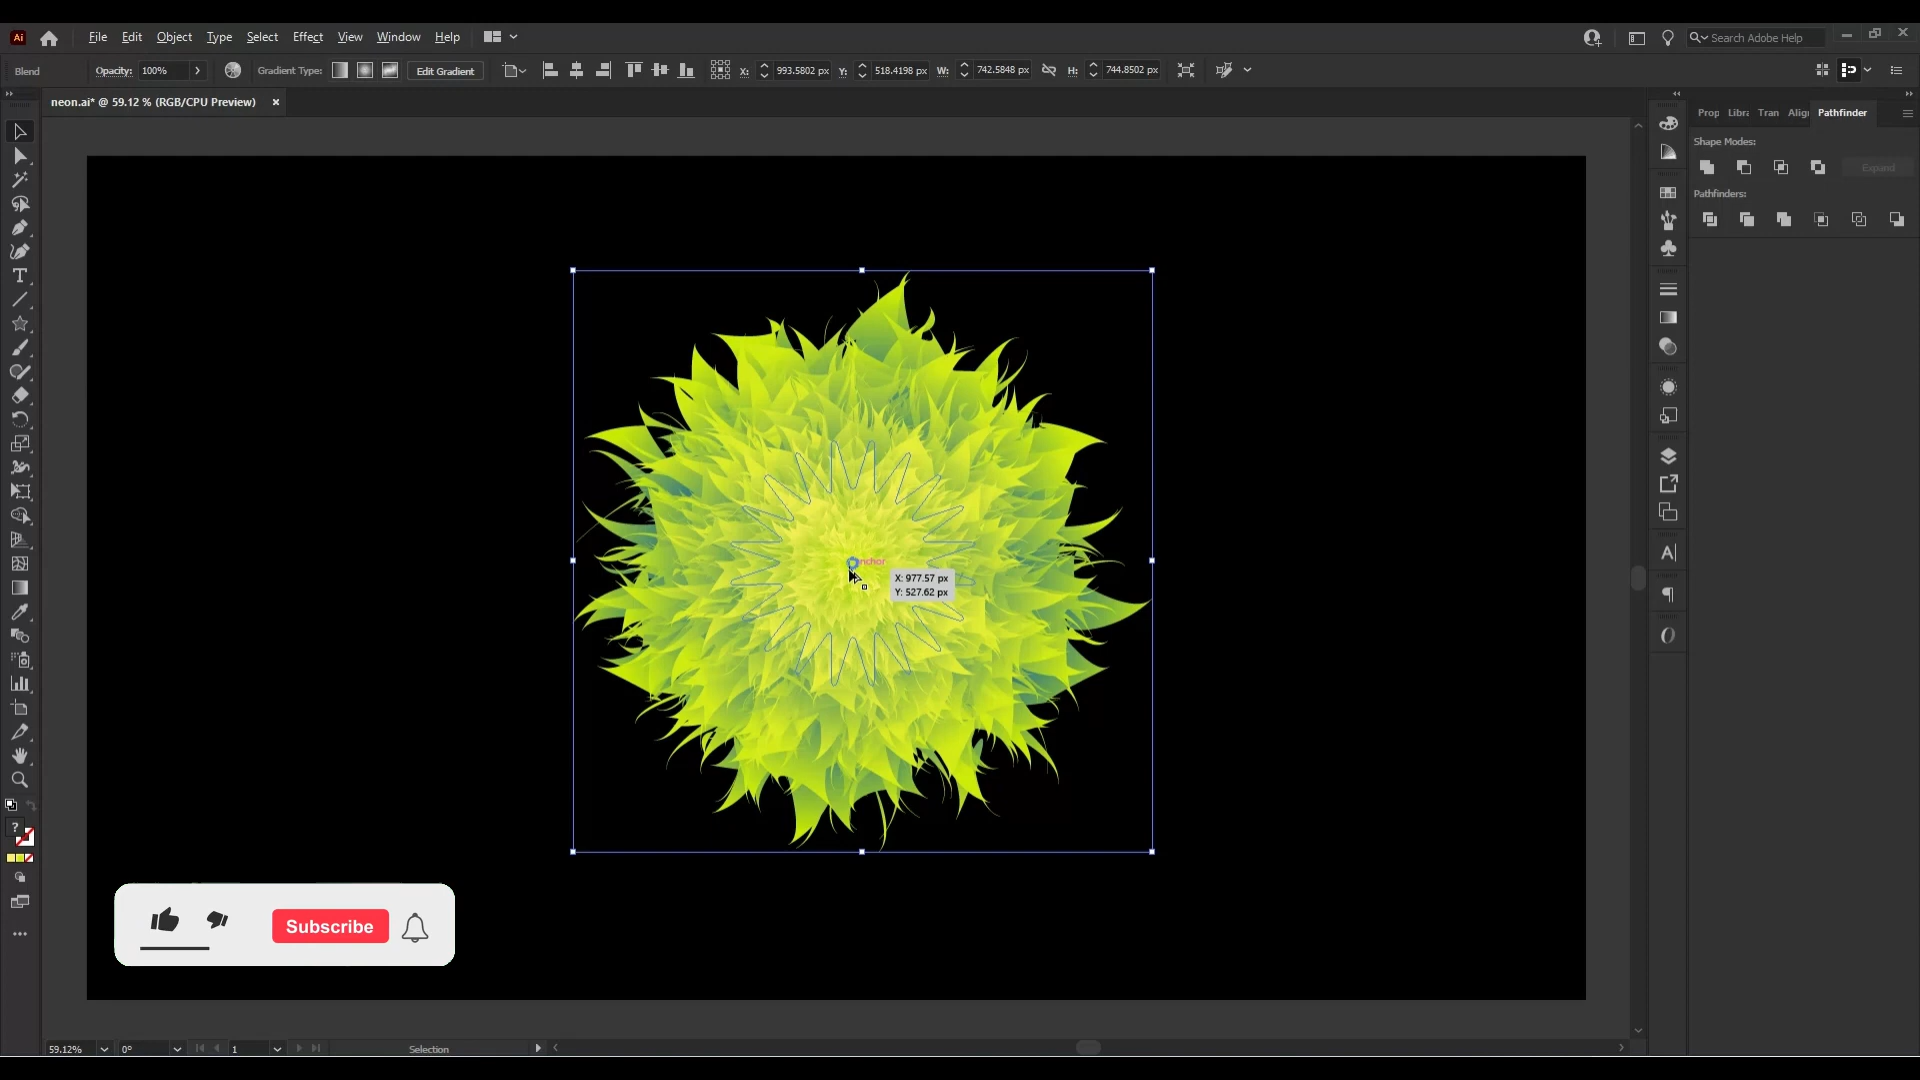 Ai File Edit Object Type Select Effect View Window Help Search Adobe Help
Blend Opacity: 100% Gradient Type: Edit Gradient X: 993.5802 px Y: 518.4198 px W: 742.5848 px H: 744.8502 px
neon.ai* @ 59.12 % (RGB/CPU Preview) ×
Prop Libra Tran Alig Pathfinder
Shape Modes:
Expand
Pathfinders:
anchor
X: 977.57 px
Y: 527.62 px
Subscribe
59.12% 0° 1 Selection